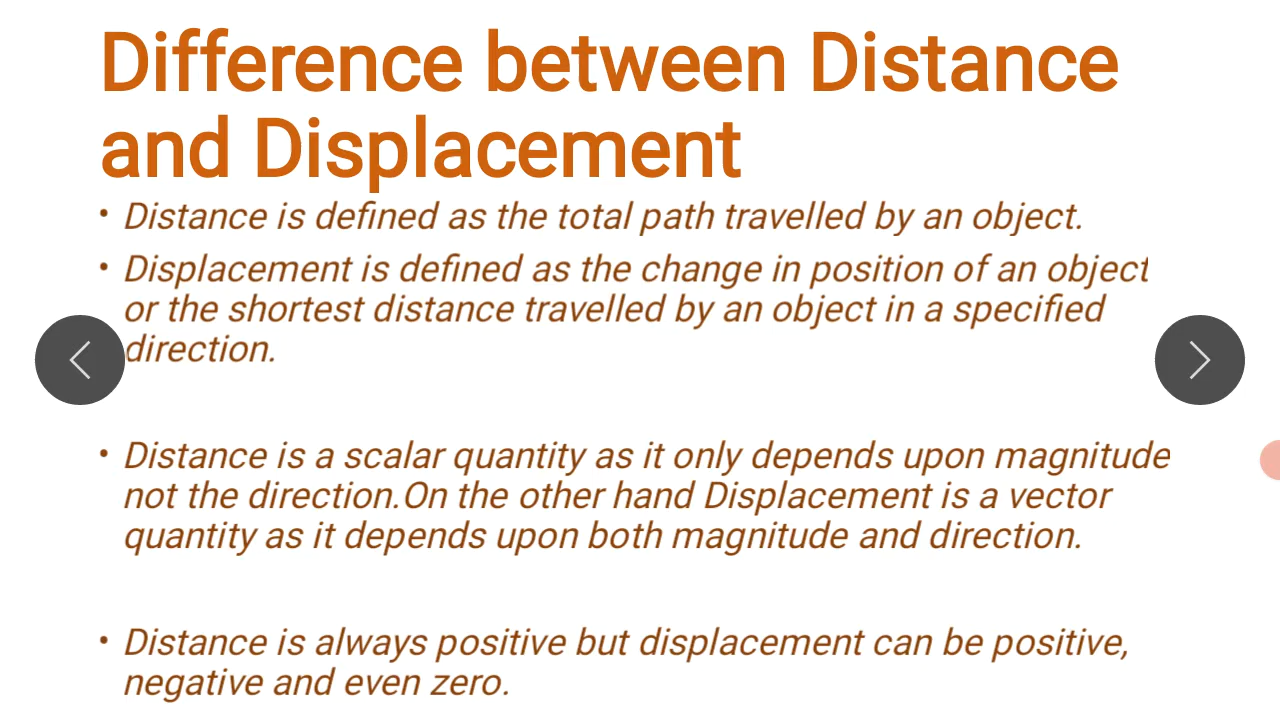 Difference between Distance
and Displacement
• Distance is defined as the total path travelled by an object.
• Displacement is defined as the change in position of an object
or the shortest distance travelled by an object in a specified
direction.
• Distance is a scalar quantity as it only depends upon magnitude
not the direction.On the other hand Displacement is a vector
quantity as it depends upon both magnitude and direction.
• Distance is always positive but displacement can be positive,
negative and even zero.